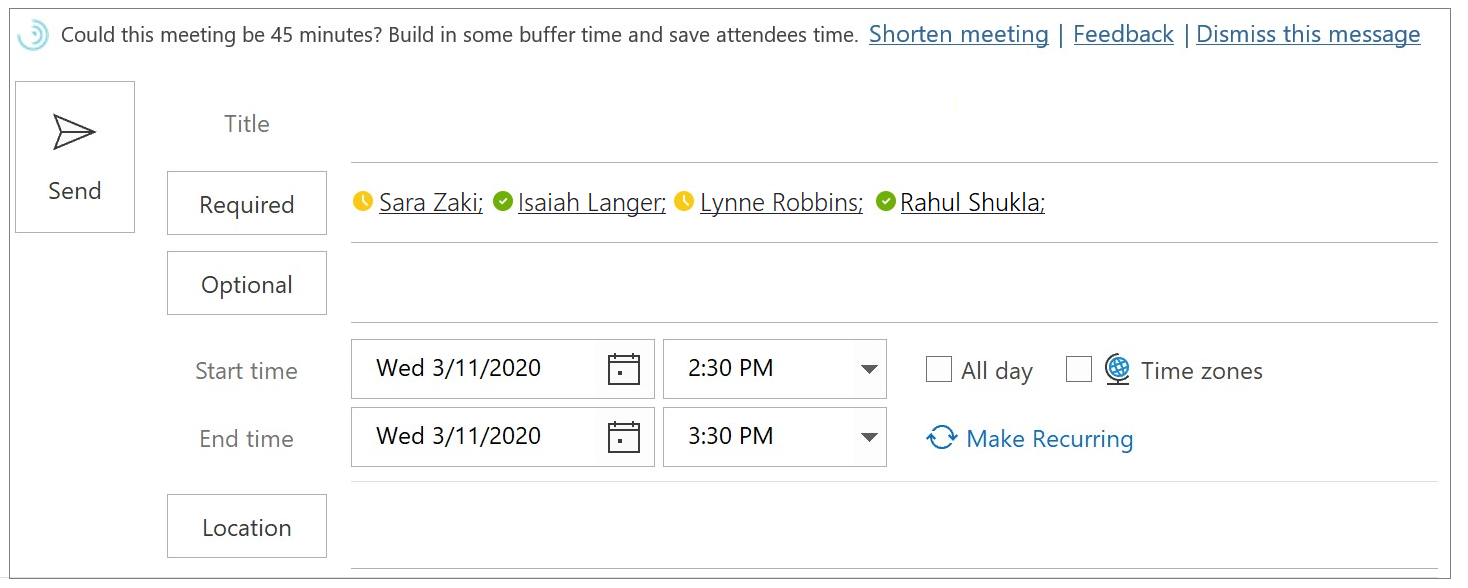 Could this meeting be 45 minutes? Build in some buffer time and save attendees time. Shorten meeting | Feedback | Dismiss this message
Send
Title
Required Sara Zaki; Isaiah Langer; Lynne Robbins; Rahul Shukla;
Optional
Start time Wed 3/11/2020 2:30 PM All day Time zones
End time Wed 3/11/2020 3:30 PM Make Recurring
Location